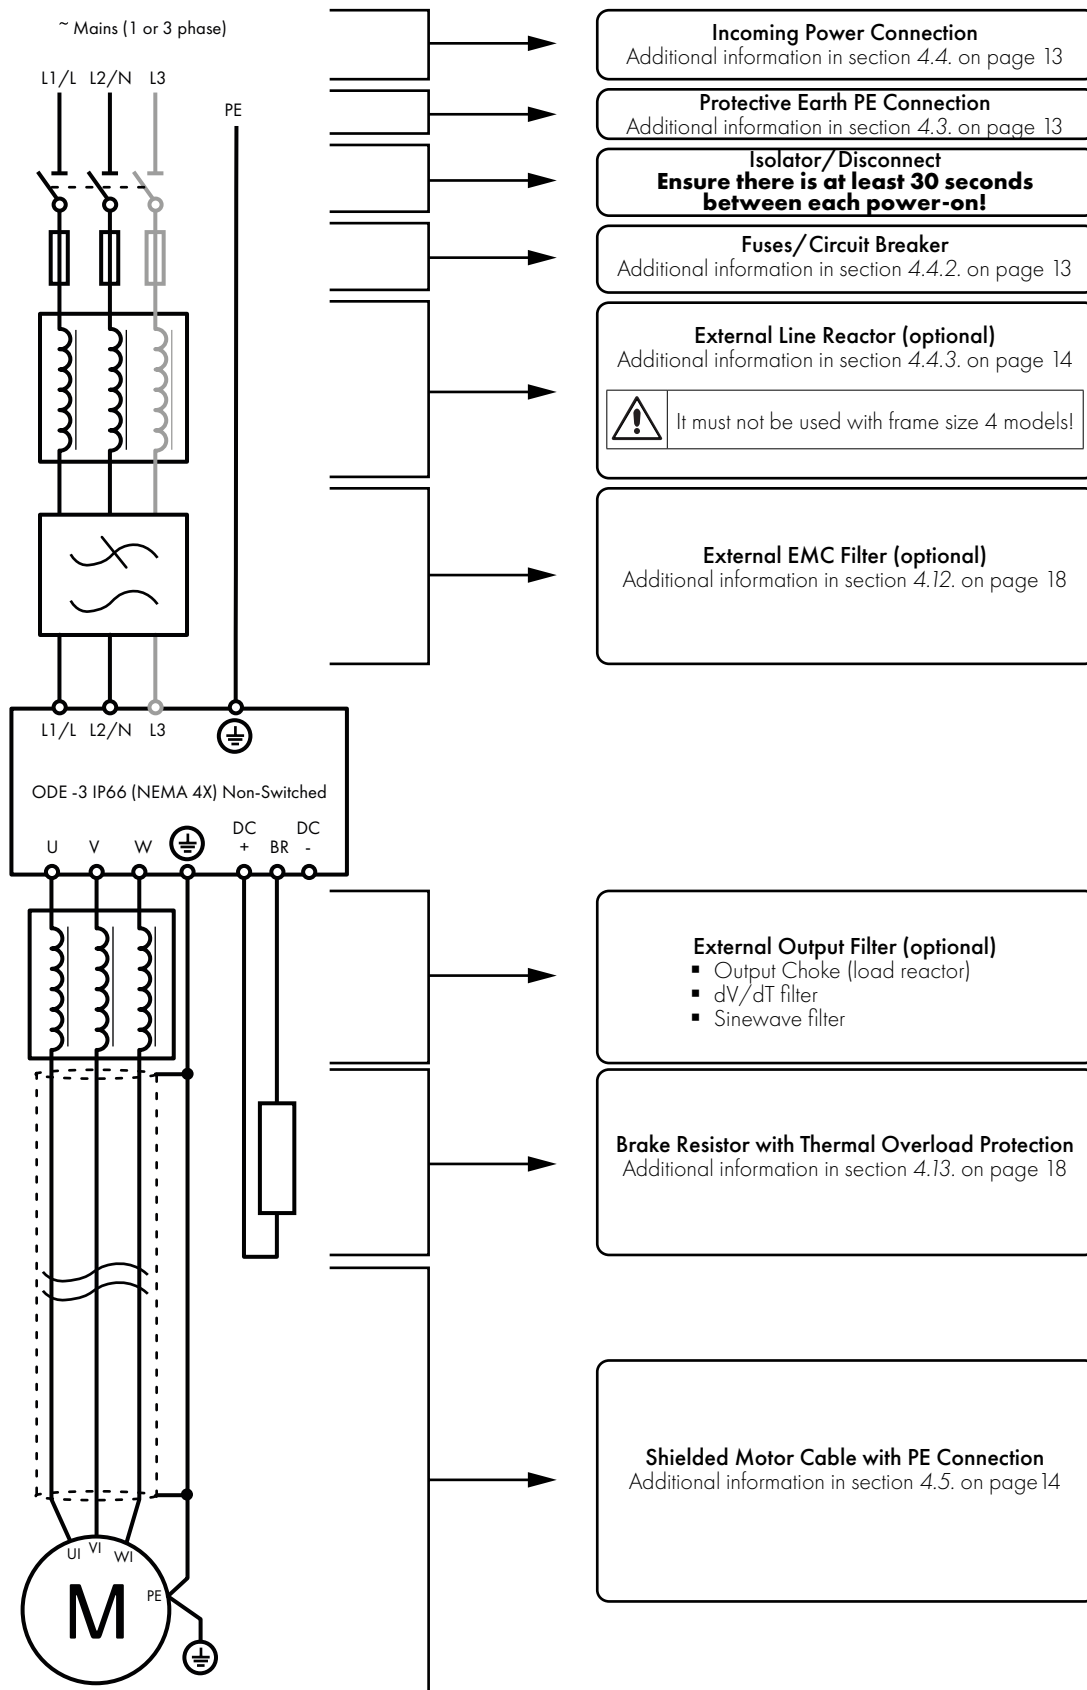 ~ Mains (1 or 3 phase)
L1/L L2/N L3
PE
Incoming Power Connection
Additional information in section 4.4. on page 13
Protective Earth PE Connection
Additional information in section 4.3. on page 13
Isolator/Disconnect
Ensure there is at least 30 seconds
between each power-on!
Fuses/Circuit Breaker
Additional information in section 4.4.2. on page 13
External Line Reactor (optional)
Additional information in section 4.4.3. on page 14
It must not be used with frame size 4 models!
External EMC Filter (optional)
Additional information in section 4.12. on page 18
L1/L L2/N L3
ODE -3 IP66 (NEMA 4X) Non-Switched
U V W DC + BR DC -
External Output Filter (optional)
▪ Output Choke (load reactor)
▪ dV/dT filter
▪ Sinewave filter
Brake Resistor with Thermal Overload Protection
Additional information in section 4.13. on page 18
Shielded Motor Cable with PE Connection
Additional information in section 4.5. on page14
UI VI WI
PE
M